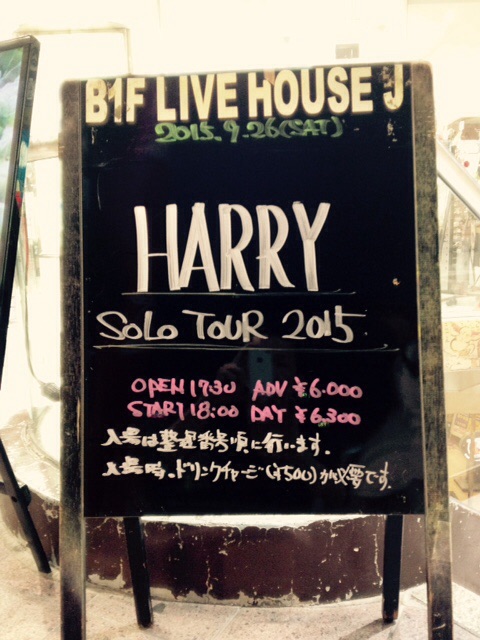 B1F LIVE HOUSE J
2015.9.26(SAT)
HARRY
SOLO TOUR 2015
OPEN 17:30 ADV ¥6.000
START 18:00 DAY ¥6.300
入場は整理番号順に行います。
入場時、ドリンクチャージ(¥500)が必要です。